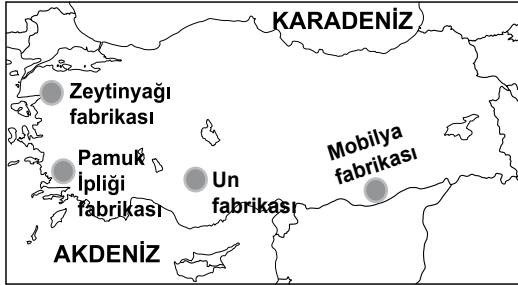 KARADENİZ
Zeytinyağı
fabrikası
Pamuk
İpliği
fabrikası
Un
fabrikası
Mobilya
fabrikası
AKDENİZ